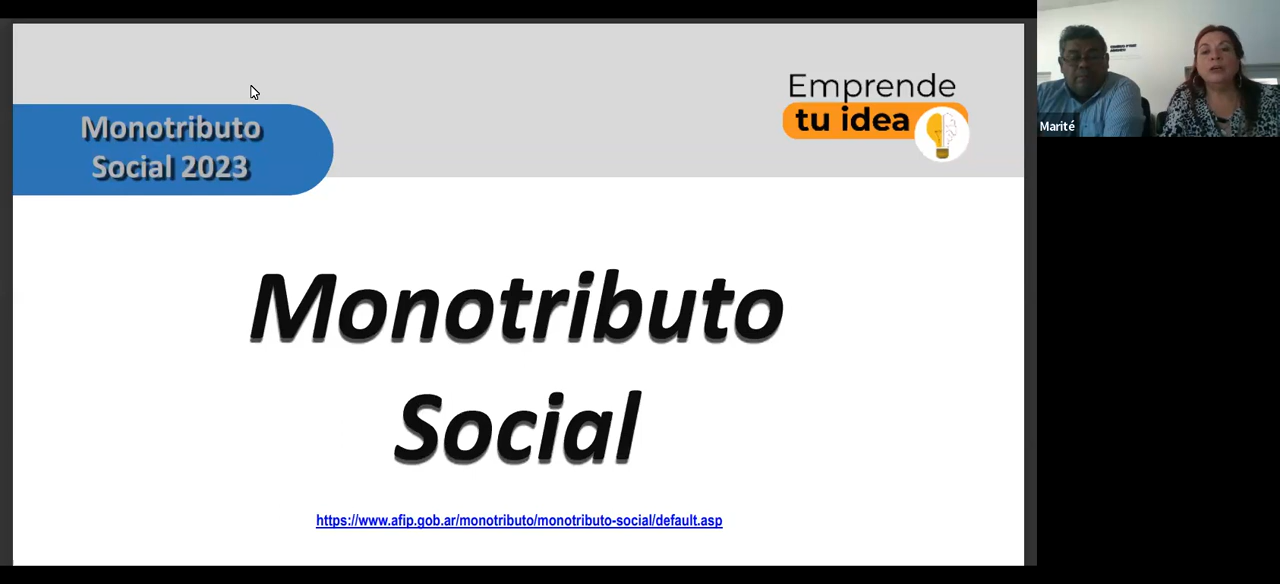 Monotributo
Social 2023
Emprende
tu idea
Monotributo
Social
https://www.afip.gob.ar/monotributo/monotributo-social/default.asp
Marité